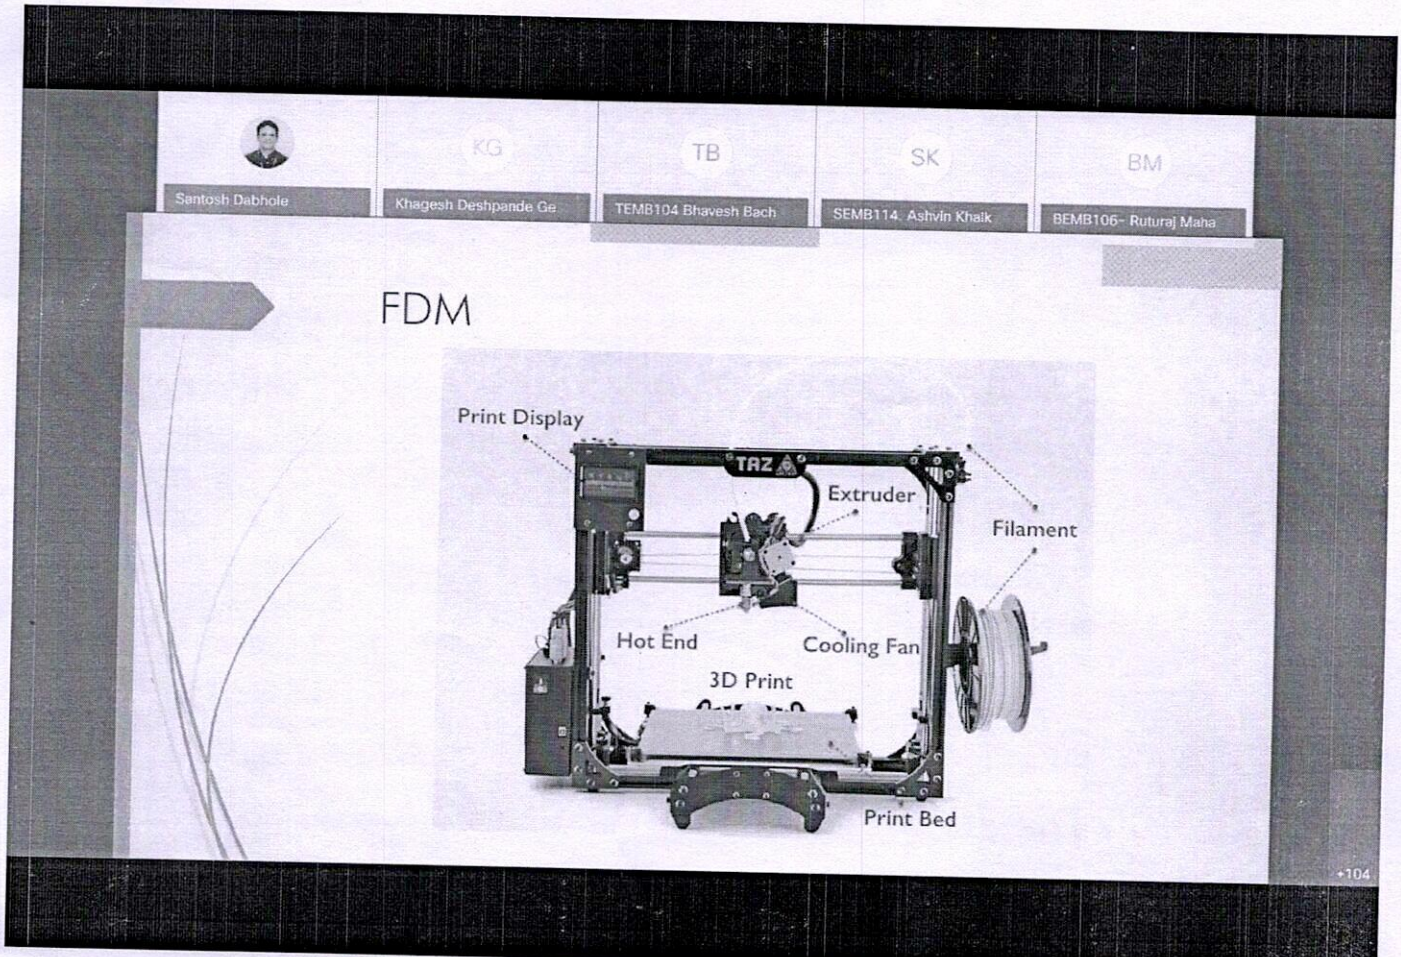 KG
TB
SK
BM
Santosh Dabhole
Khagesh Deshpande Ge
TEMB104 Bhavesh Bach
SEMB114. Ashvin Khaik
BEMB106- Ruturaj Maha
FDM
Print Display
TAZ
Extruder
Filament
Hot End
Cooling Fan
3D Print
Print Bed
+104